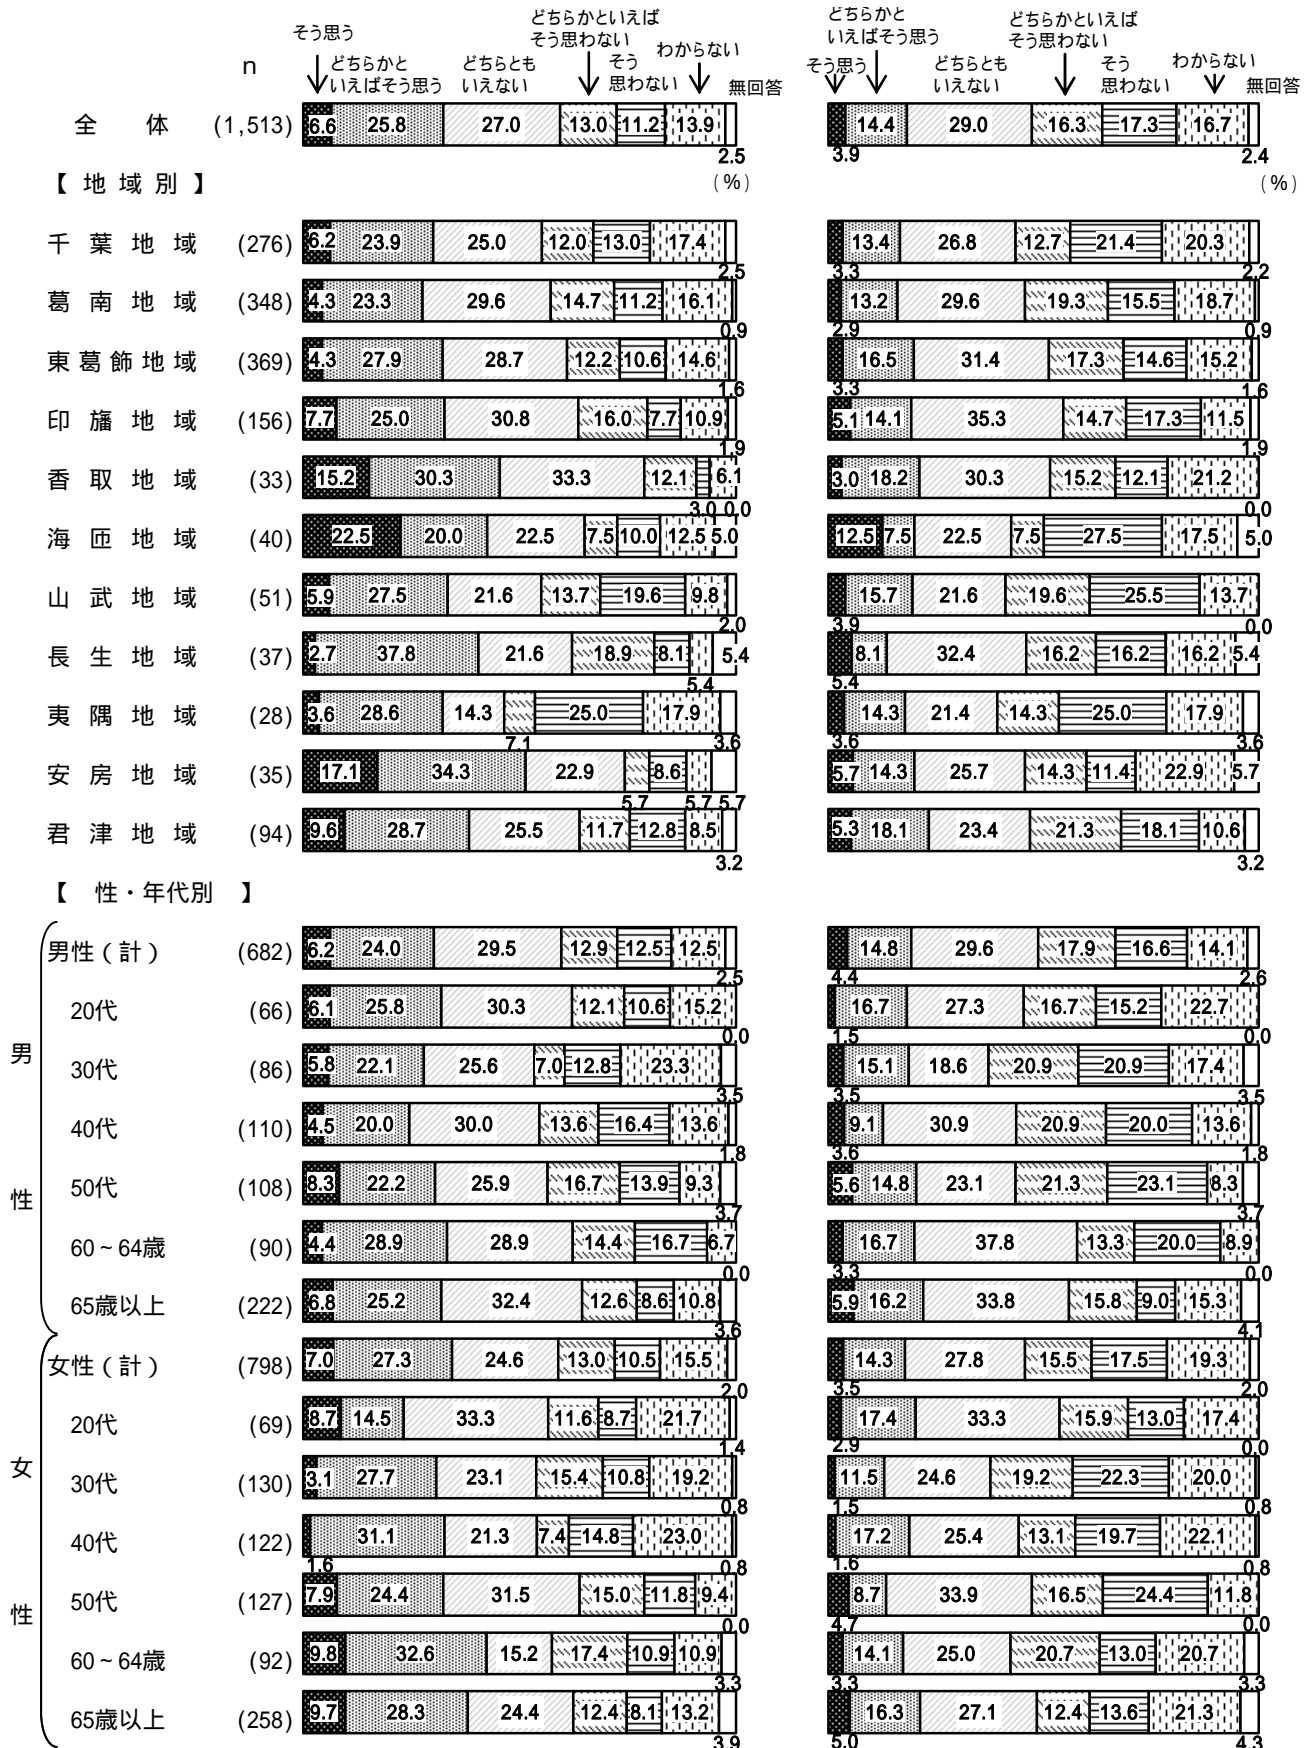 そう思う
どちらかと
いえばそう思う
どちらとも
いえない
どちらかといえば
そう思わない
そう
思わない
わからない
無回答
どちらかと
いえばそう思う
そう思う
どちらとも
いえない
どちらかといえば
そう思わない
そう
思わない
わからない
無回答
n
全体 (1,513) 6.6 25.8 27.0 13.0 11.2 13.9 2.5 3.9 14.4 29.0 16.3 17.3 16.7 2.4
【 地 域 別 】 (%) (%)
千葉地域 (276) 6.2 23.9 25.0 12.0 13.0 17.4 2.5 3.3 13.4 26.8 12.7 21.4 20.3 2.2
葛南地域 (348) 4.3 23.3 29.6 14.7 11.2 16.1 0.9 2.9 13.2 29.6 19.3 15.5 18.7 0.9
東葛飾地域 (369) 4.3 27.9 28.7 12.2 10.6 14.6 1.6 3.3 16.5 31.4 17.3 14.6 15.2 1.6
印旛地域 (156) 7.7 25.0 30.8 16.0 7.7 10.9 1.9 5.1 14.1 35.3 14.7 17.3 11.5 1.9
香取地域 (33) 15.2 30.3 33.3 12.1 3.0 6.1 0.0 3.0 18.2 30.3 15.2 12.1 21.2 0.0
海匝地域 (40) 22.5 20.0 22.5 7.5 10.0 12.5 5.0 12.5 7.5 22.5 7.5 27.5 17.5 5.0
山武地域 (51) 5.9 27.5 21.6 13.7 19.6 9.8 2.0 3.9 15.7 21.6 19.6 25.5 13.7 0.0
長生地域 (37) 2.7 37.8 21.6 18.9 8.1 5.4 5.4 5.4 8.1 32.4 16.2 16.2 16.2 5.4
夷隅地域 (28) 3.6 28.6 14.3 7.1 25.0 17.9 3.6 3.6 14.3 21.4 14.3 25.0 17.9 3.6
安房地域 (35) 17.1 34.3 22.9 5.7 8.6 5.7 5.7 5.7 14.3 25.7 14.3 11.4 22.9 5.7
君津地域 (94) 9.6 28.7 25.5 11.7 12.8 8.5 3.2 5.3 18.1 23.4 21.3 18.1 10.6 3.2
【 性・年代別 】
男性(計) (682) 6.2 24.0 29.5 12.9 12.5 12.5 2.5 4.4 14.8 29.6 17.9 16.6 14.1 2.6
男性
20代 (66) 6.1 25.8 30.3 12.1 10.6 15.2 0.0 1.5 16.7 27.3 16.7 15.2 22.7 0.0
30代 (86) 5.8 22.1 25.6 7.0 12.8 23.3 3.5 3.5 15.1 18.6 20.9 20.9 17.4 3.5
40代 (110) 4.5 20.0 30.0 13.6 16.4 13.6 1.8 3.6 9.1 30.9 20.9 20.0 13.6 1.8
50代 (108) 8.3 22.2 25.9 16.7 13.9 9.3 3.7 5.6 14.8 23.1 21.3 23.1 8.3 3.7
60~64歳 (90) 4.4 28.9 28.9 14.4 16.7 6.7 0.0 3.3 16.7 37.8 13.3 20.0 8.9 0.0
65歳以上 (222) 6.8 25.2 32.4 12.6 8.6 10.8 3.6 5.9 16.2 33.8 15.8 9.0 15.3 4.1
女性(計) (798) 7.0 27.3 24.6 13.0 10.5 15.5 2.0 3.5 14.3 27.8 15.5 17.5 19.3 2.0
女性
20代 (69) 8.7 14.5 33.3 11.6 8.7 21.7 1.4 2.9 17.4 33.3 15.9 13.0 17.4 0.0
30代 (130) 3.1 27.7 23.1 15.4 10.8 19.2 0.8 1.5 11.5 24.6 19.2 22.3 20.0 0.8
40代 (122) 1.6 31.1 21.3 7.4 14.8 23.0 0.8 1.6 17.2 25.4 13.1 19.7 22.1 0.8
50代 (127) 7.9 24.4 31.5 15.0 11.8 9.4 0.0 4.7 8.7 33.9 16.5 24.4 11.8 0.0
60~64歳 (92) 9.8 32.6 15.2 17.4 10.9 10.9 3.3 3.3 14.1 25.0 20.7 13.0 20.7 3.3
65歳以上 (258) 9.7 28.3 24.4 12.4 8.1 13.2 3.9 5.0 16.3 27.1 12.4 13.6 21.3 4.3